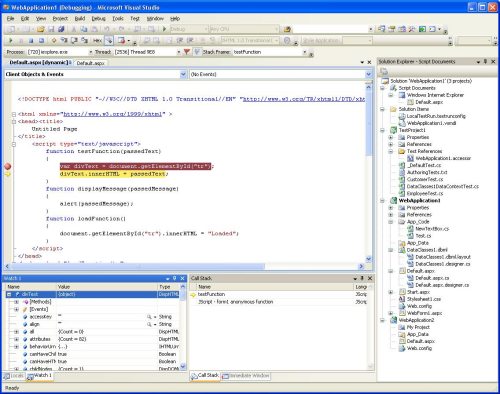 WebApplication1 (Debugging) - Microsoft Visual Studio
File Edit View Project Build Debug Data Tools Test Window Help
Process: [720] iexplore.exe Thread: [2536] Thread 9E8 Stack Frame: testFunction
Default.aspx [dynamic] Default.aspx
Client Objects & Events (No Events)
<!DOCTYPE html PUBLIC "-//W3C//DTD XHTML 1.0 Transitional//EN" "http://www.w3.org/TR/xhtml1/DTD/xht
<html xmlns="http://www.w3.org/1999/xhtml" >
<head><title>
Untitled Page
</title>
<script type="text/javascript">
function testFunction(passedText)
{
var divText = document.getElementById("tr");
divText.innerHTML = passedText;
}
function displayMessage(passedMessage)
{
alert(passedMessage);
}
function loadFunction()
{
document.getElementById("tr").innerHTML = "Loaded";
}
</script>
</head>
Solution Explorer - Script Documents
Solution 'WebApplication1' (3 projects)
Script Documents
Windows Internet Explorer
Default.aspx
Solution Items
LocalTestRun.testrunconfig
WebApplication1.vsmdi
TestProject1
Properties
References
Test References
WebApplication1.accessor
_DefaultTest.cs
AuthoringTests.txt
CustomerTest.cs
DataClasses1DataContextTest.cs
EmployeeTest.cs
WebApplication1
Properties
References
App_Code
NewTextBox.cs
Test.cs
App_Data
DataClasses1.dbml
DataClasses1.dbml.layout
DataClasses1.designer.cs
Default.aspx
Default.aspx.cs
Default.aspx.designer.cs
Start.aspx
Stylesheet1.css
Web.config
WebForm1.aspx
WebApplication2
My Project
App_Data
Default.aspx
Web.config
Watch 1
Name Value Type
divText {object} DispHTML
[Methods]
[Events]
accessKey "" String
align "" String
all {Count = 0} DispHTML
attributes {Count = 82} DispHTML
behaviorUrn {...} IHTMLUrn
canHaveChil true Boolean
canHaveHTM true Boolean
childNodes {Count = 1} DispDOM
Locals Watch 1
Call Stack
Name Lang
testFunction JScrip
JScript - form1 anonymous function JScrip
Call Stack Immediate Window
Ready